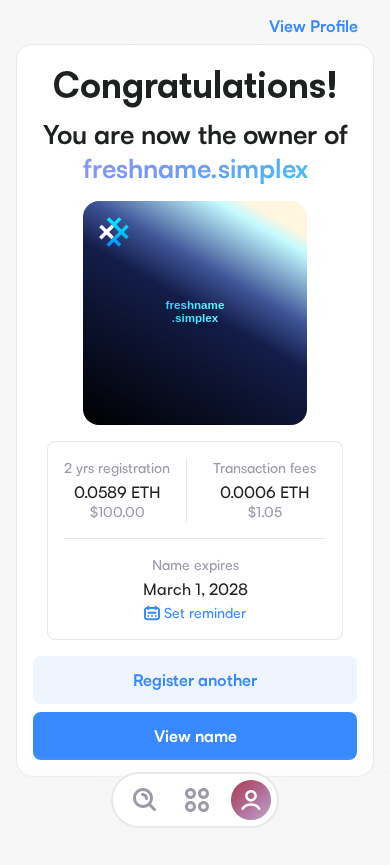 View Profile
Congratulations!
You are now the owner of
freshname.simplex
freshname
.simplex
2 yrs registration
0.0589 ETH
$100.00
Transaction fees
0.0006 ETH
$1.05
Name expires
March 1, 2028
Set reminder
Register another
View name